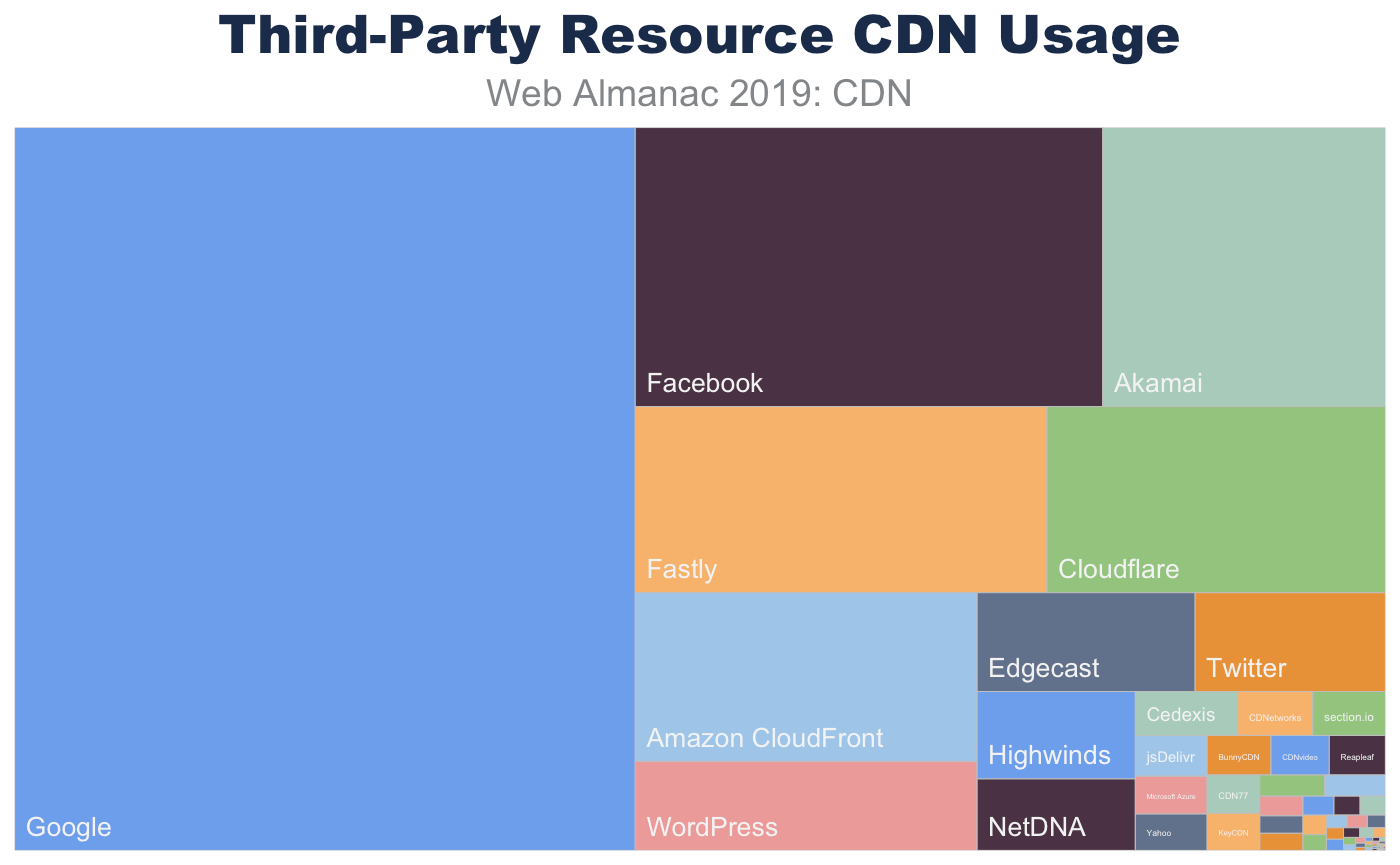 Third-Party Resource CDN Usage
Web Almanac 2019: CDN
Google
Facebook
Akamai
Fastly
Cloudflare
Amazon CloudFront
WordPress
Edgecast
Twitter
Highwinds
NetDNA
Cedexis
CDNetworks
section.io
jsDelivr
BunnyCDN
CDNvideo
Reapleaf
Microsoft Azure
CDN77
Yahoo
KeyCDN